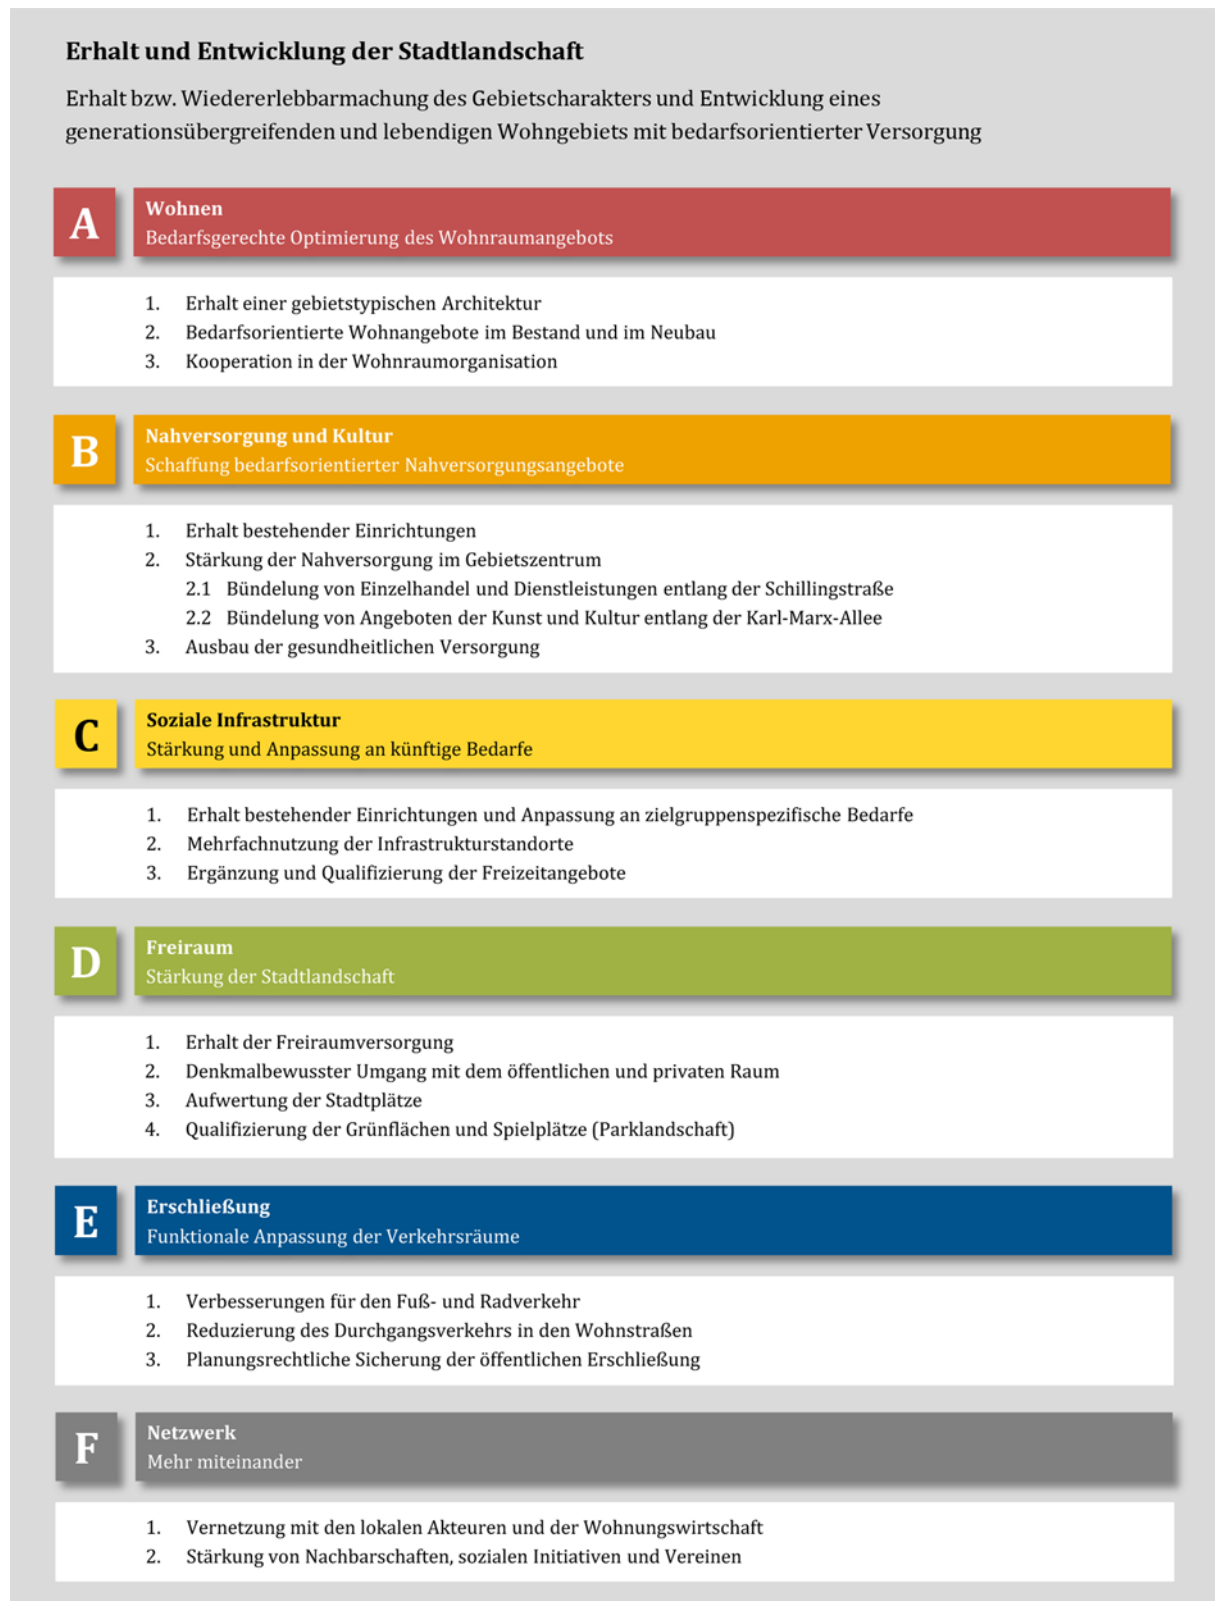 Erhalt und Entwicklung der Stadtlandschaft
Erhalt bzw. Wiedererlebbarmachung des Gebietscharakters und Entwicklung eines
generationsübergreifenden und lebendigen Wohngebiets mit bedarfsorientierter Versorgung
A
Wohnen
Bedarfsgerechte Optimierung des Wohnraumangebots
1. Erhalt einer gebietstypischen Architektur
2. Bedarfsorientierte Wohnangebote im Bestand und im Neubau
3. Kooperation in der Wohnraumorganisation
B
Nahversorgung und Kultur
Schaffung bedarfsorientierter Nahversorgungsangebote
1. Erhalt bestehender Einrichtungen
2. Stärkung der Nahversorgung im Gebietszentrum
2.1 Bündelung von Einzelhandel und Dienstleistungen entlang der Schillingstraße
2.2 Bündelung von Angeboten der Kunst und Kultur entlang der Karl-Marx-Allee
3. Ausbau der gesundheitlichen Versorgung
C
Soziale Infrastruktur
Stärkung und Anpassung an künftige Bedarfe
1. Erhalt bestehender Einrichtungen und Anpassung an zielgruppenspezifische Bedarfe
2. Mehrfachnutzung der Infrastrukturstandorte
3. Ergänzung und Qualifizierung der Freizeitangebote
D
Freiraum
Stärkung der Stadtlandschaft
1. Erhalt der Freiraumversorgung
2. Denkmalbewusster Umgang mit dem öffentlichen und privaten Raum
3. Aufwertung der Stadtplätze
4. Qualifizierung der Grünflächen und Spielplätze (Parklandschaft)
E
Erschließung
Funktionale Anpassung der Verkehrsräume
1. Verbesserungen für den Fuß- und Radverkehr
2. Reduzierung des Durchgangsverkehrs in den Wohnstraßen
3. Planungsrechtliche Sicherung der öffentlichen Erschließung
F
Netzwerk
Mehr miteinander
1. Vernetzung mit den lokalen Akteuren und der Wohnungswirtschaft
2. Stärkung von Nachbarschaften, sozialen Initiativen und Vereinen